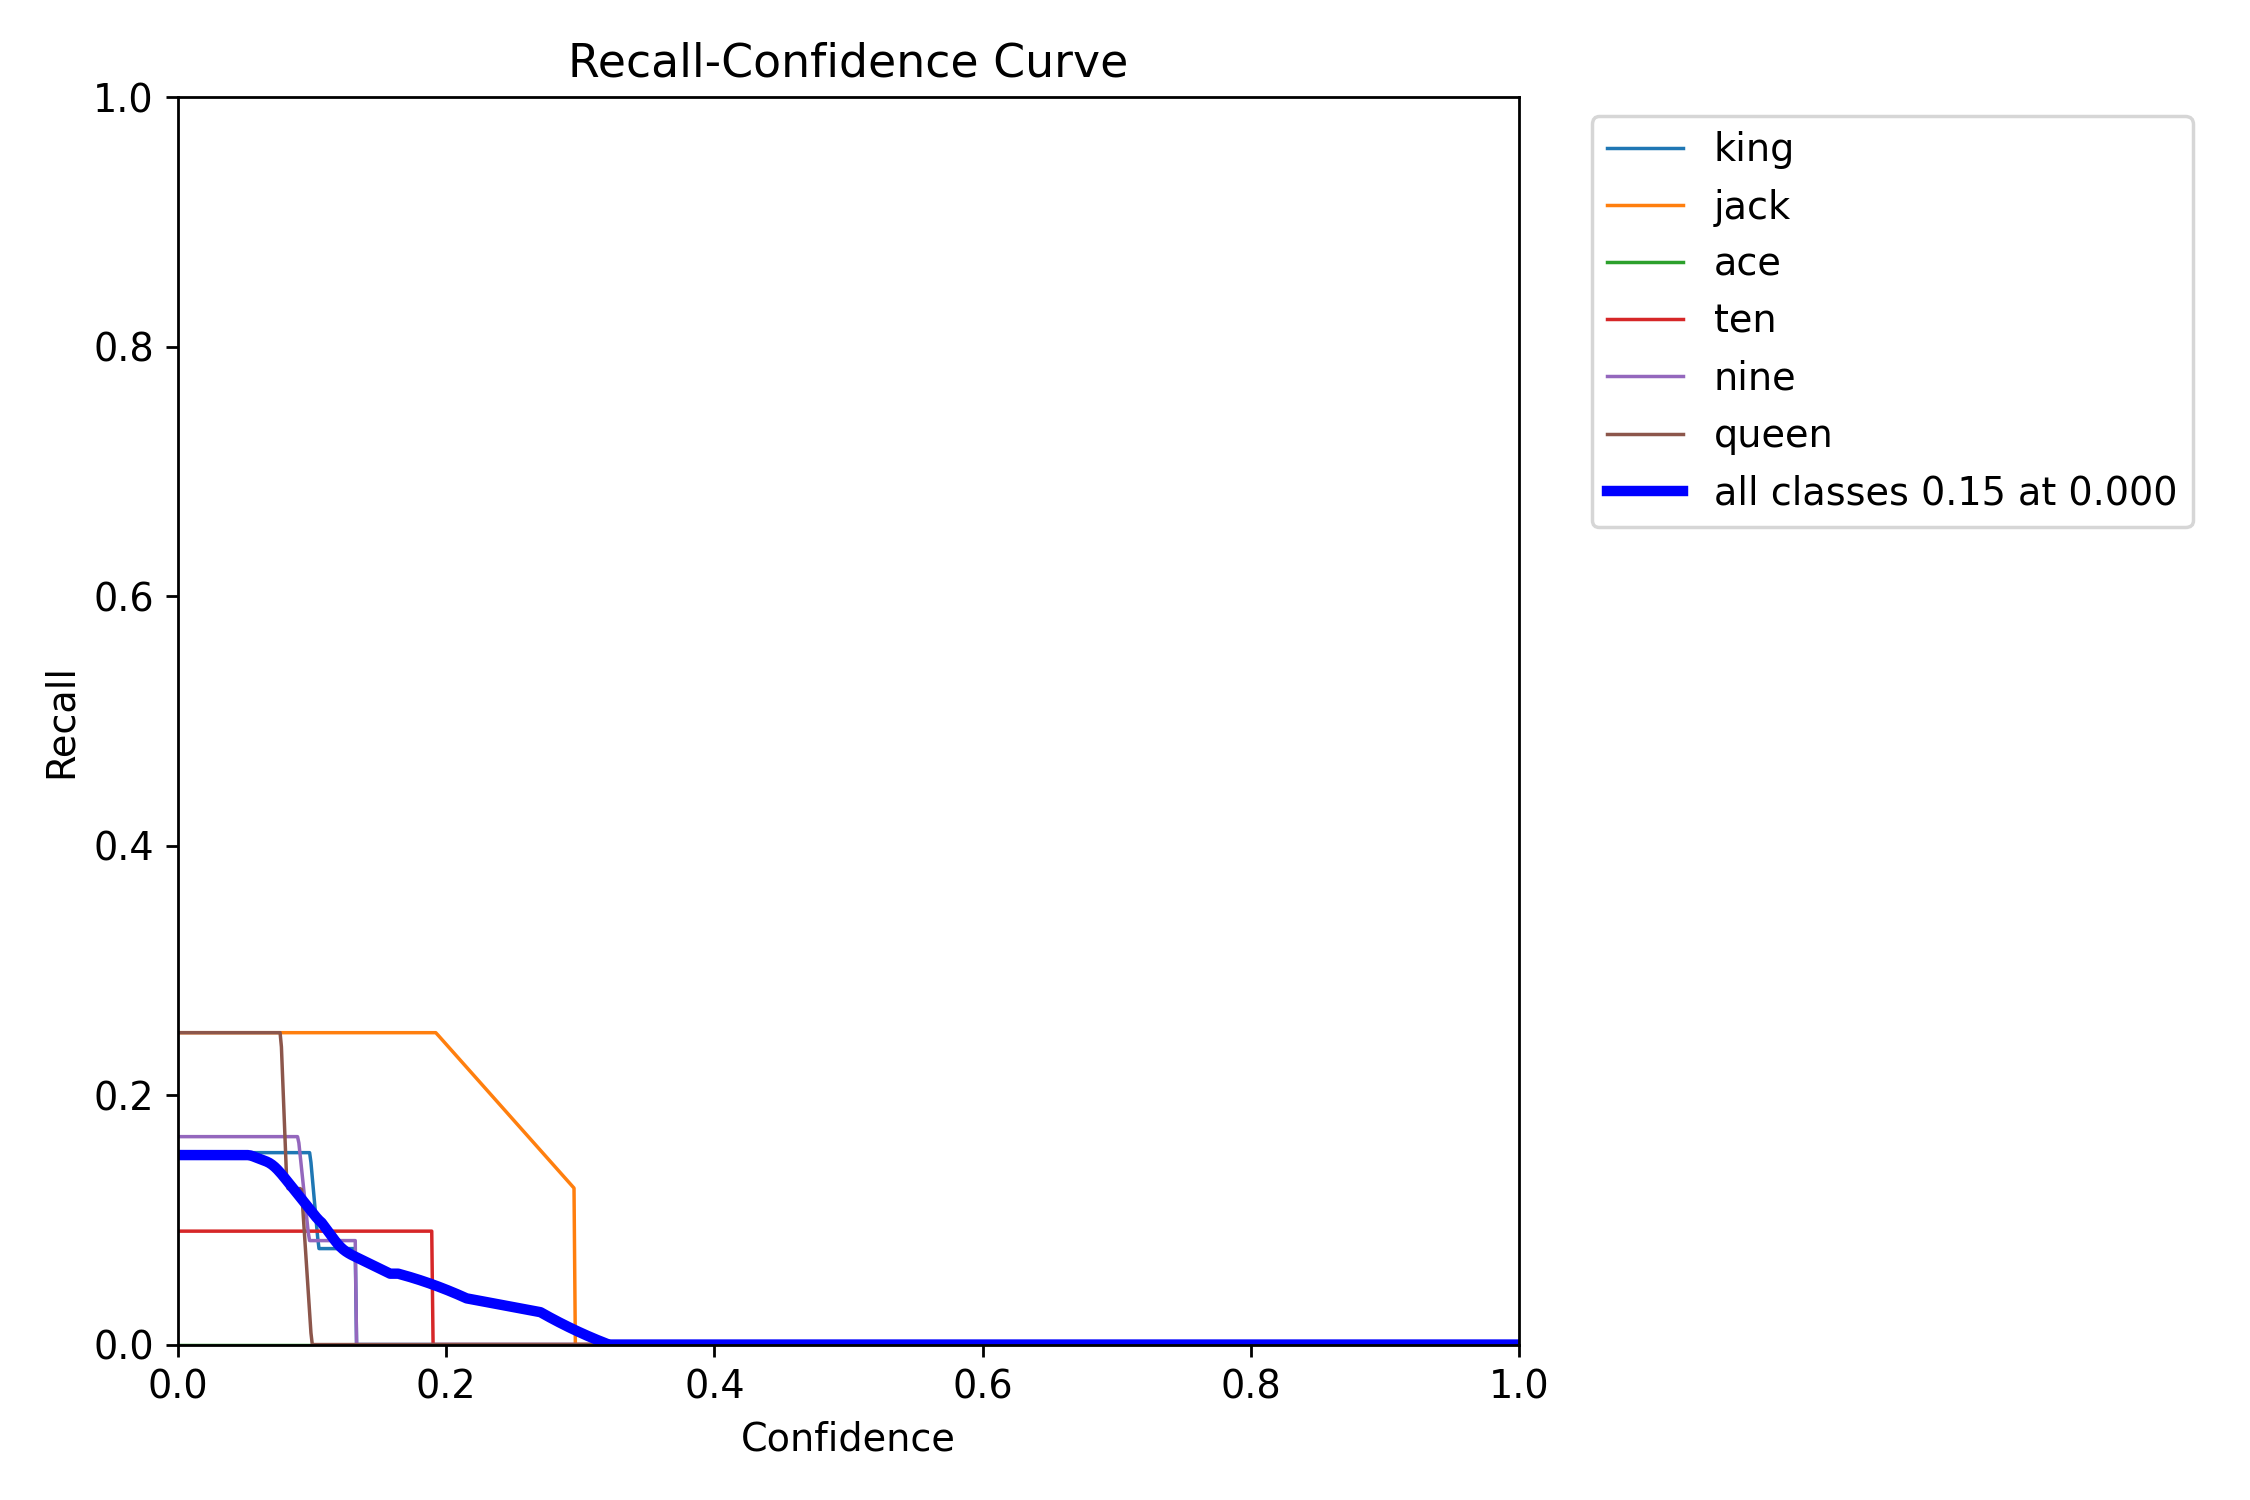 Recall-Confidence Curve
1.0
0.8
0.6
0.4
0.2
0.0
Recall
0.0 0.2 0.4 0.6 0.8 1.0
Confidence
king
jack
ace
ten
nine
queen
all classes 0.15 at 0.000